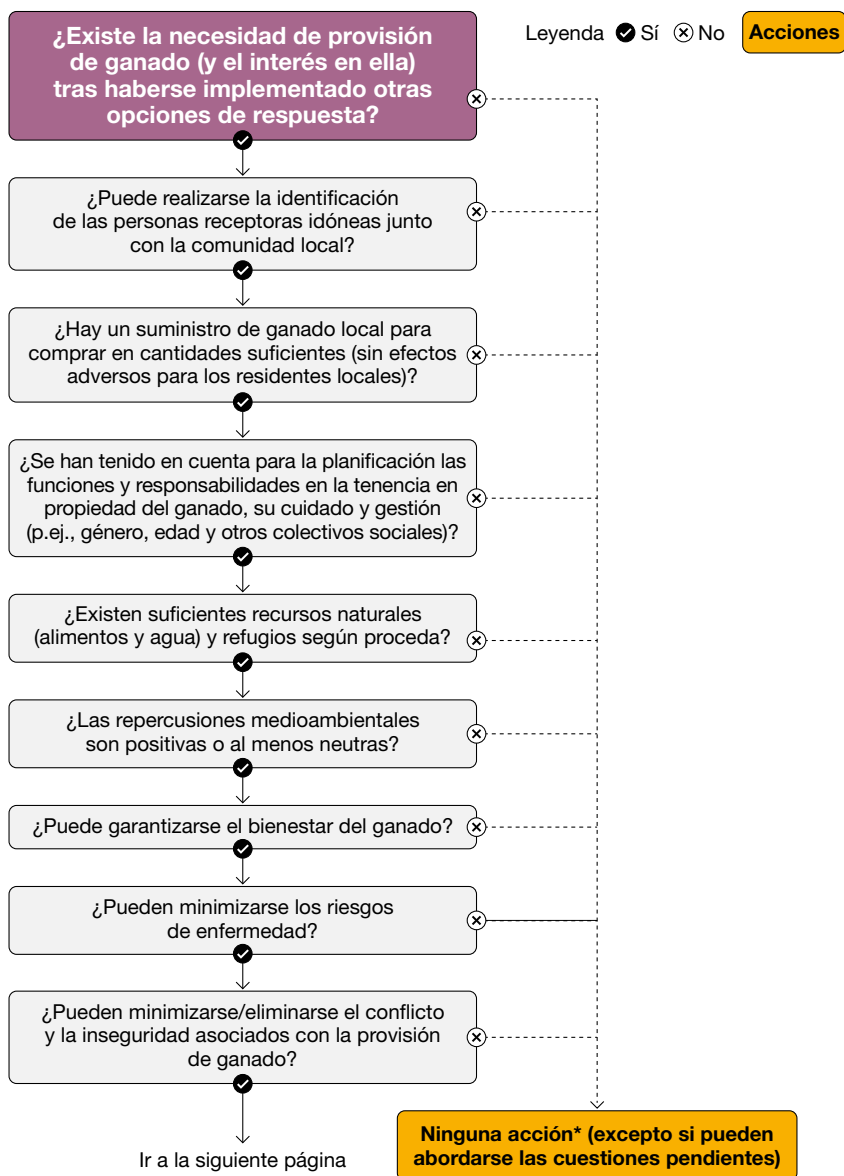 ¿Existe la necesidad de provisión
de ganado (y el interés en ella)
tras haberse implementado otras
opciones de respuesta?
Leyenda Sí No Acciones
¿Puede realizarse la identificación
de las personas receptoras idóneas junto
con la comunidad local?
¿Hay un suministro de ganado local para
comprar en cantidades suficientes (sin efectos
adversos para los residentes locales)?
¿Se han tenido en cuenta para la planificación las
funciones y responsabilidades en la tenencia en
propiedad del ganado, su cuidado y gestión
(p.ej., género, edad y otros colectivos sociales)?
¿Existen suficientes recursos naturales
(alimentos y agua) y refugios según proceda?
¿Las repercusiones medioambientales
son positivas o al menos neutras?
¿Puede garantizarse el bienestar del ganado?
¿Pueden minimizarse los riesgos
de enfermedad?
¿Pueden minimizarse/eliminarse el conflicto
y la inseguridad asociados con la provisión
de ganado?
Ir a la siguiente página
Ninguna acción* (excepto si pueden
abordarse las cuestiones pendientes)